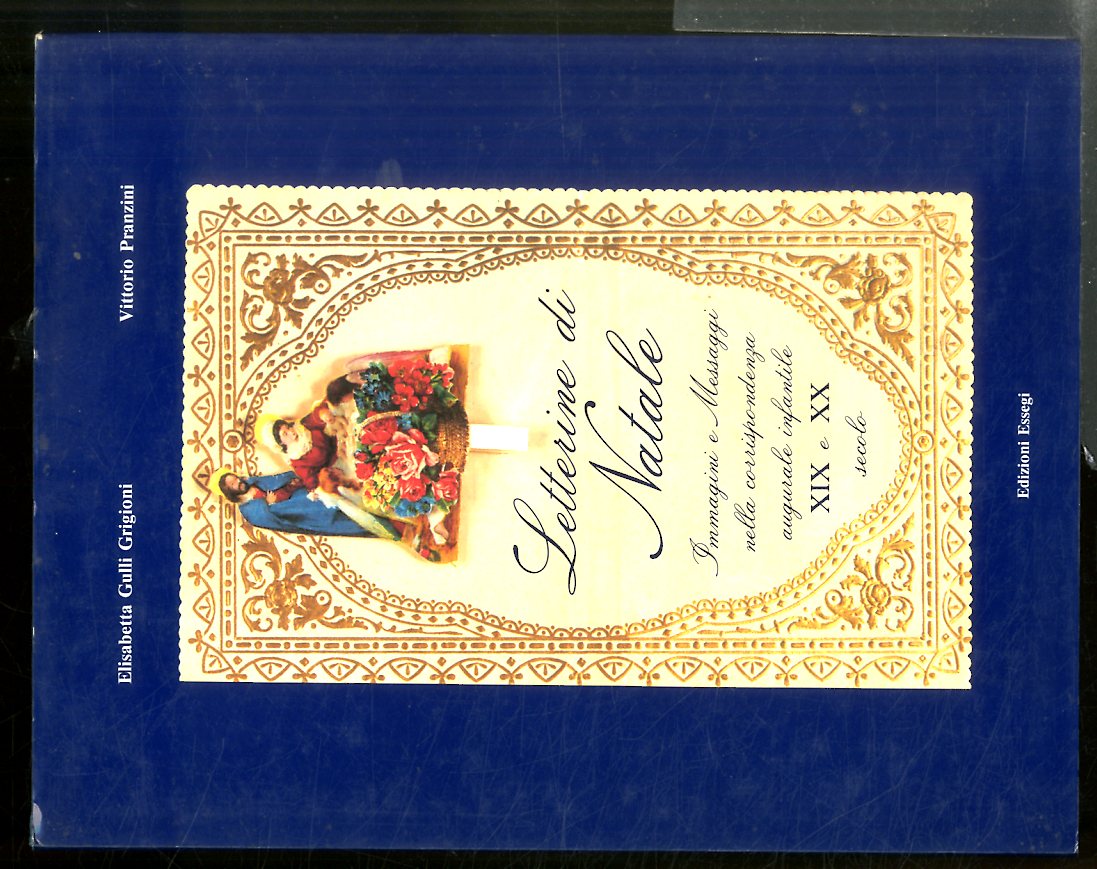 Elisabetta Gulli Grigioni Vittorio Pranzini
Letterine di
Natale
Immagini e Messaggi
nella corrispondenza
augurale infantile
XIX e XX
secolo
Edizioni Essegi